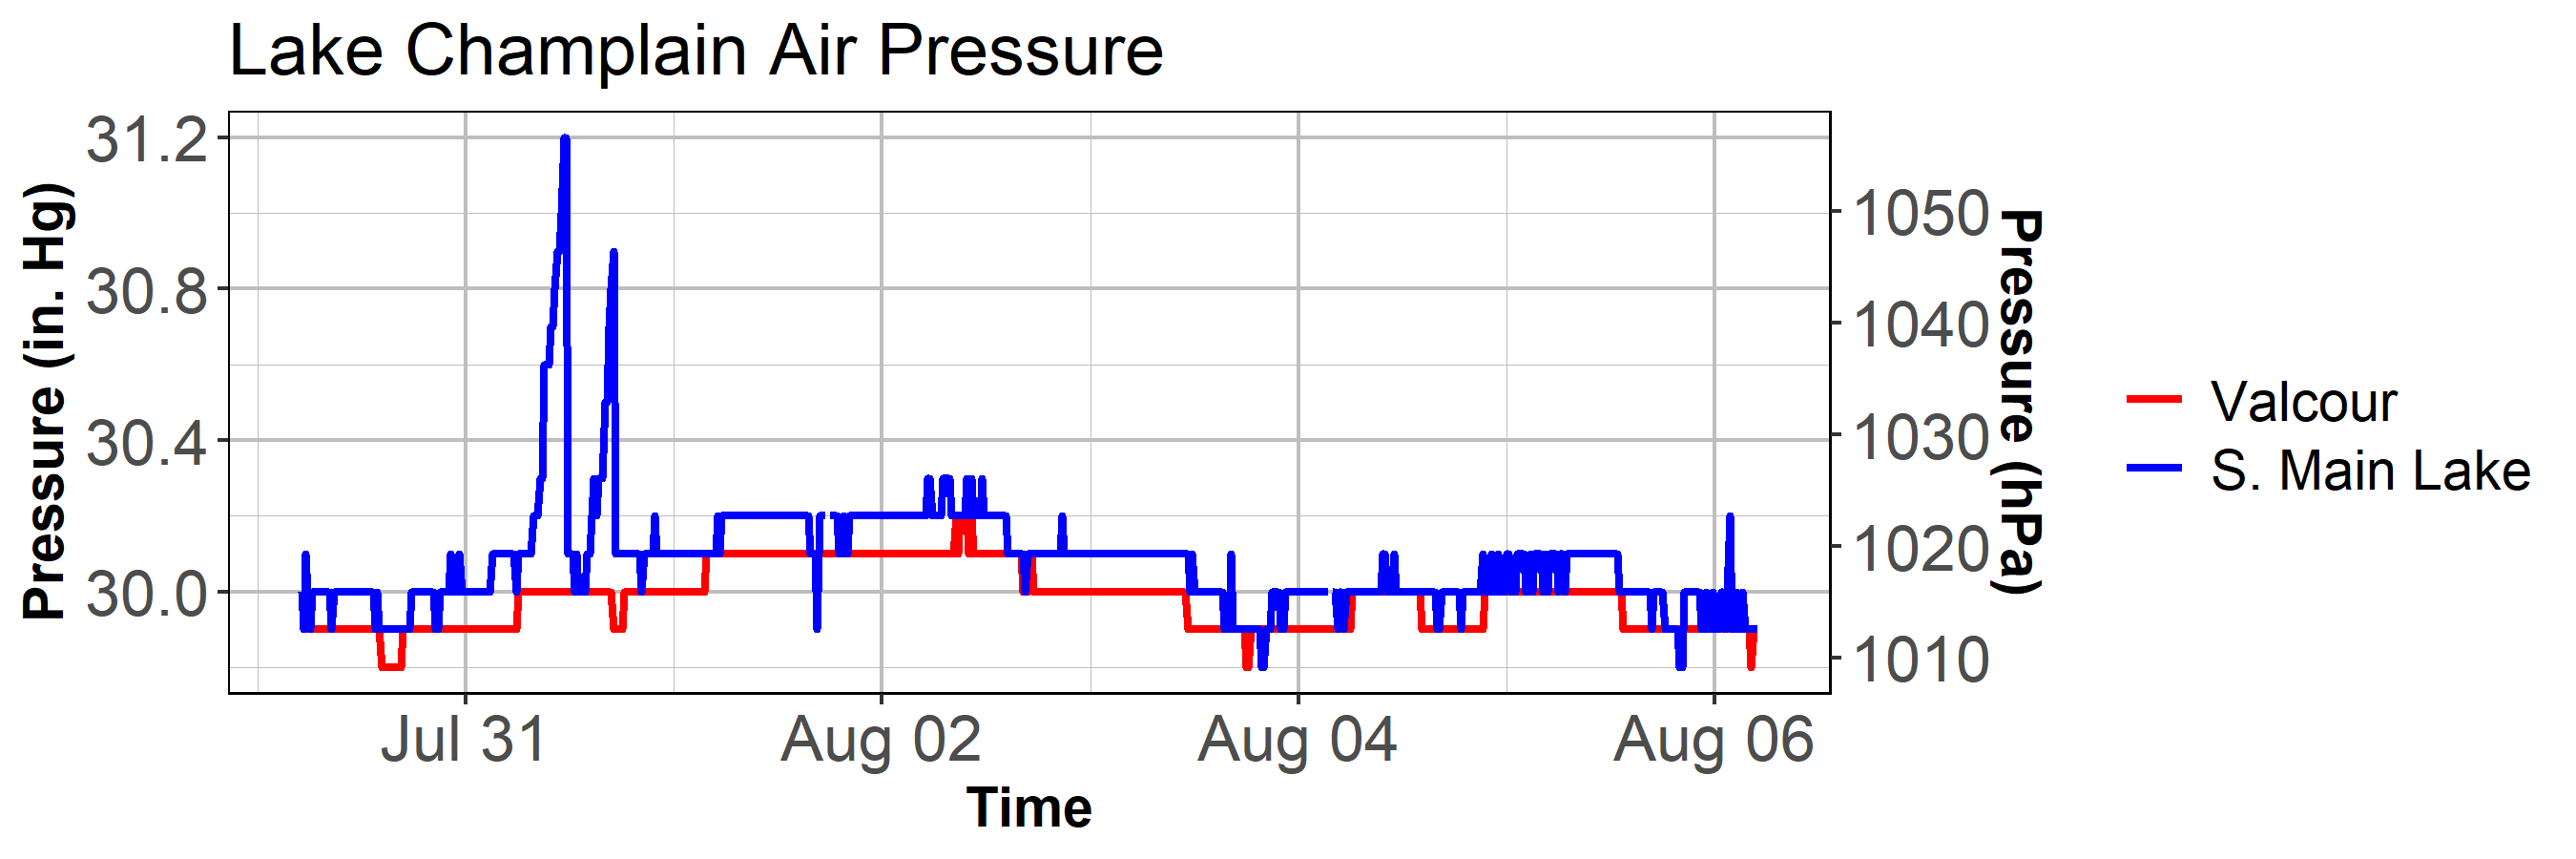 Lake Champlain Air Pressure
31.2
30.8
30.4
30.0
Pressure (in. Hg)
1050
1040
1030
1020
1010
Pressure (hPa)
Jul 31
Aug 02
Aug 04
Aug 06
Time
Valcour
S. Main Lake